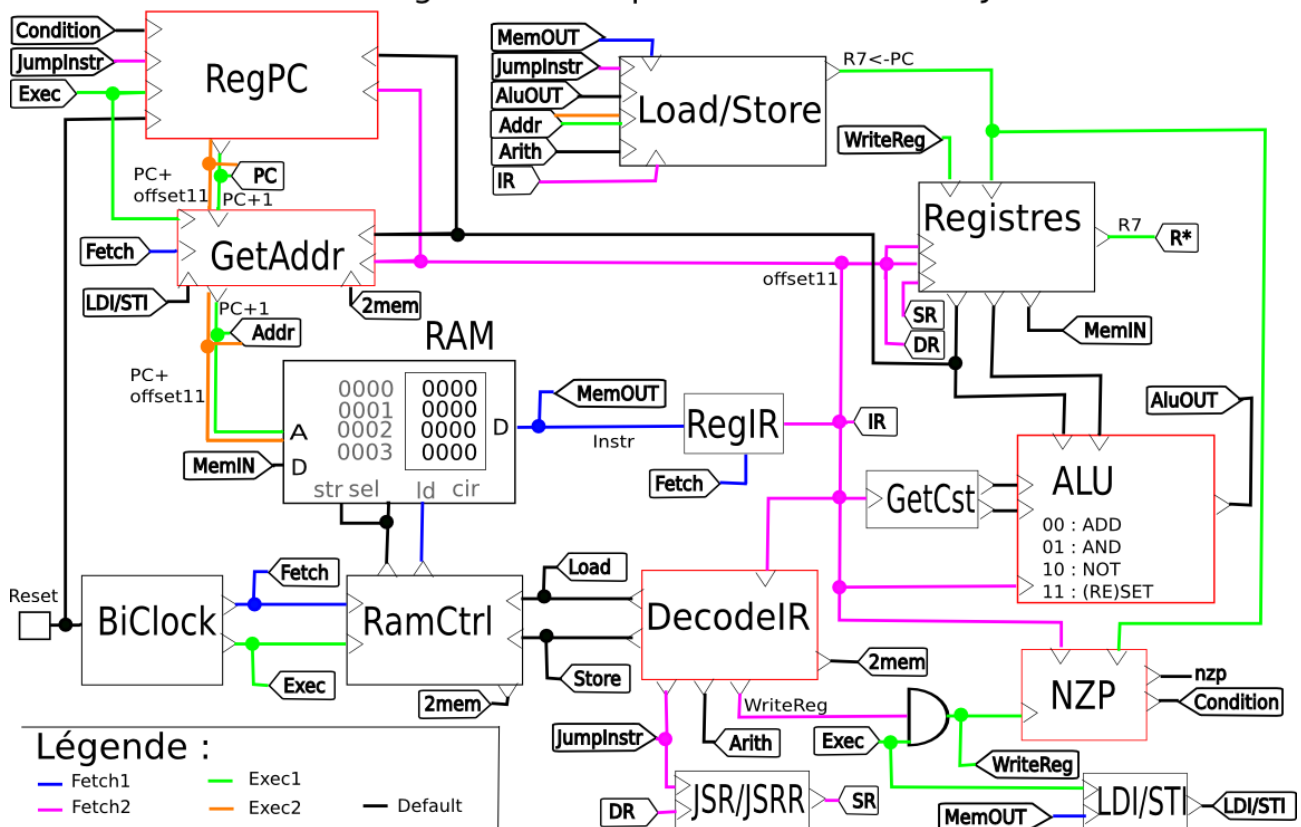 Condition
JumpInstr
Exec
RegPC
PC+
offset11
PC
PC+1
MemOUT
JumpInstr
AluOUT
Addr
Arith
IR
Load/Store
R7<-PC
WriteReg
Registres
R7
R*
Fetch
GetAddr
LDI/STI
PC+1
2mem
Addr
PC+
offset11
offset11
SR
DR
MemIN
RAM
0000 0000
0001 0000
0002 0000
0003 0000
A
D
D
str sel ld clr
MemIN
MemOUT
Instr
RegIR
Fetch
IR
AluOUT
GetCst
ALU
00 : ADD
01 : AND
10 : NOT
11 : (RE)SET
Reset
BiClock
Fetch
Exec
RamCtrl
Load
Store
2mem
DecodeIR
2mem
WriteReg
JumpInstr
Arith
Exec
NZP
nzp
Condition
WriteReg
DR
JSR/JSRR
SR
MemOUT
LDI/STI
LDI/STI
Légende :
Fetch1
Exec1
Fetch2
Exec2
Default